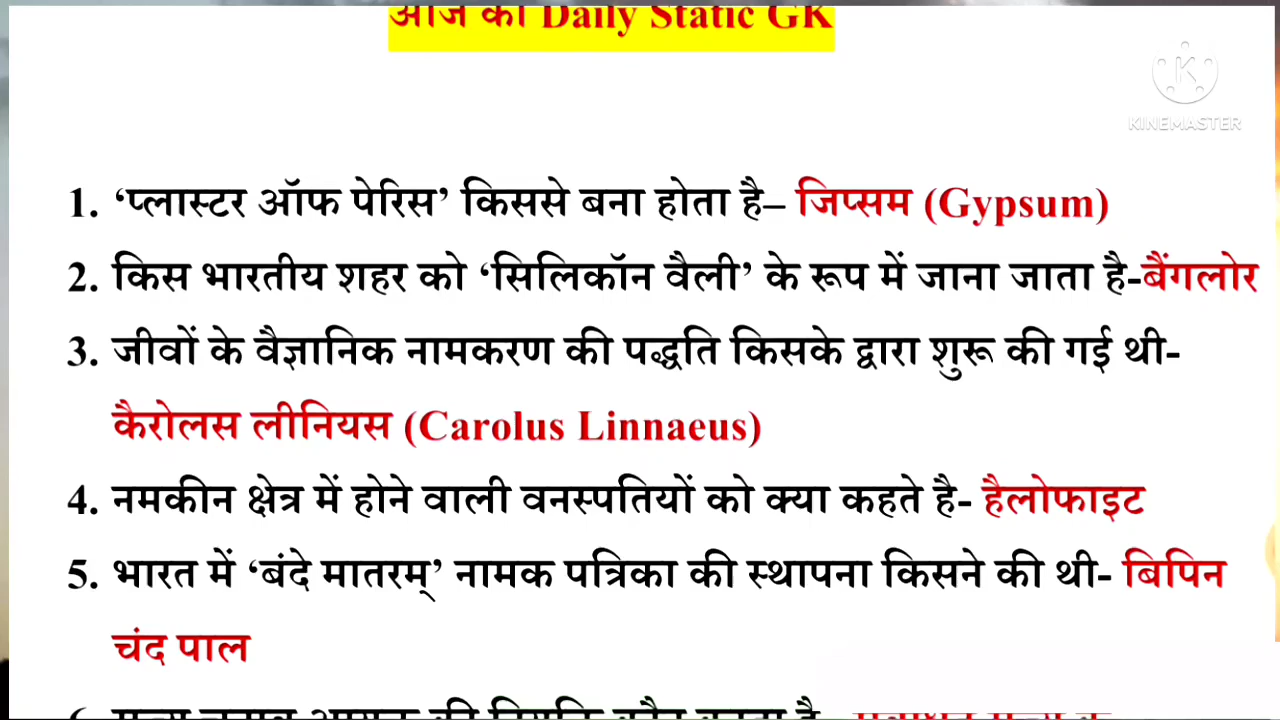 आज का Daily Static GK
KINEMASTER
1. ‘प्लास्टर ऑफ पेरिस’ किससे बना होता है– जिप्सम (Gypsum)
2. किस भारतीय शहर को ‘सिलिकॉन वैली’ के रूप में जाना जाता है-बैंगलोर
3. जीवों के वैज्ञानिक नामकरण की पद्धति किसके द्वारा शुरू की गई थी-
कैरोलस लीनियस (Carolus Linnaeus)
4. नमकीन क्षेत्र में होने वाली वनस्पतियों को क्या कहते है- हैलोफाइट
5. भारत में ‘बंदे मातरम्’ नामक पत्रिका की स्थापना किसने की थी- बिपिन
चंद पाल